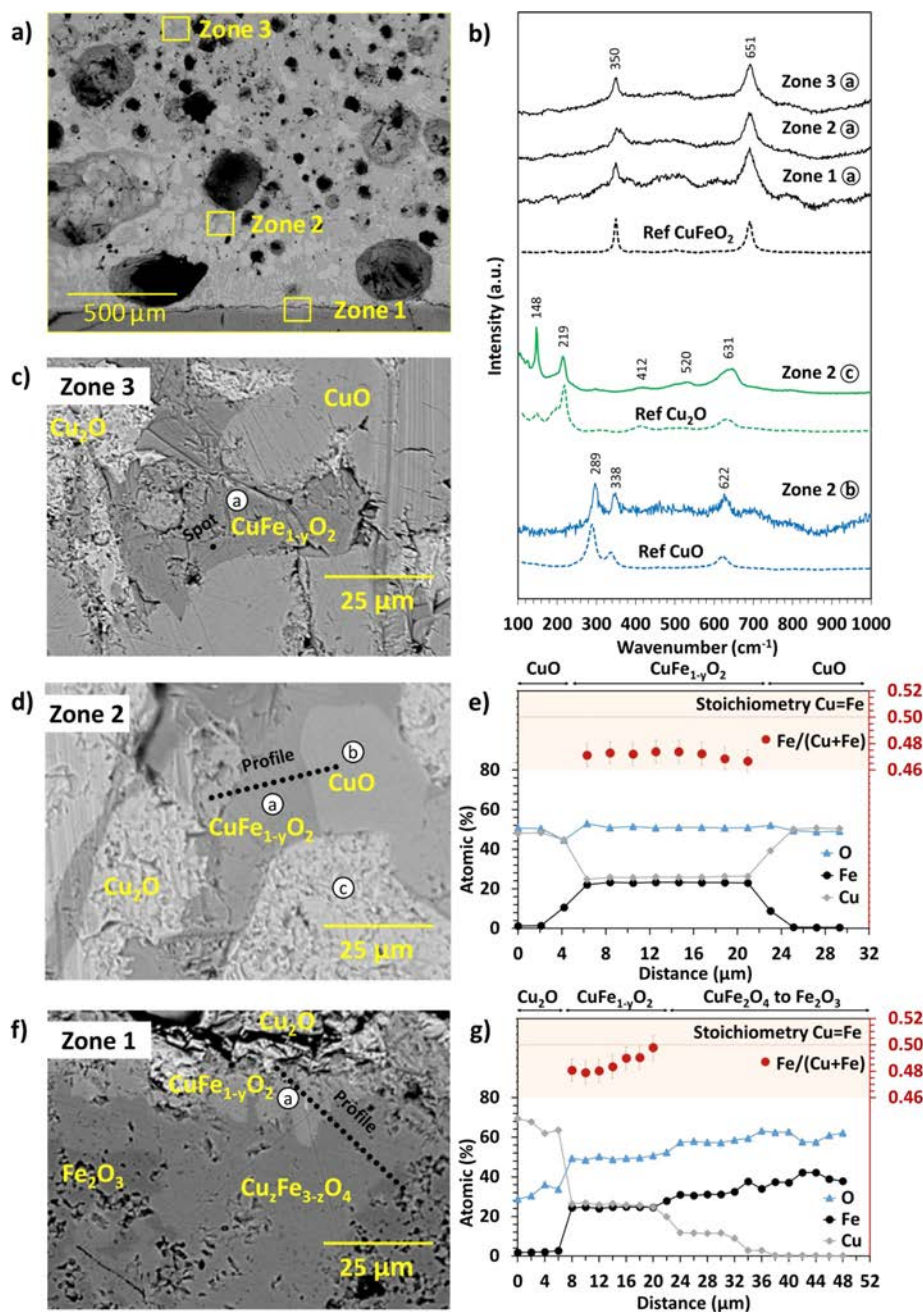 a)
Zone 3
Zone 2
Zone 1
500 µm
b)
350
651
Zone 3 ⓐ
Zone 2 ⓐ
Zone 1 ⓐ
Ref CuFeO₂
148
219
412
520
631
Zone 2 ⓒ
Ref Cu₂O
289
338
622
Zone 2 ⓑ
Ref CuO
Intensity (a.u.)
100 200 300 400 500 600 700 800 900 1000
Wavenumber (cm⁻¹)
c)
Zone 3
Cu₂O
CuO
ⓐ
CuFe₁₋yO₂
Spot
25 µm
d)
Zone 2
Profile
ⓑ
CuO
ⓐ
CuFe₁₋yO₂
Cu₂O
ⓒ
25 µm
e)
CuO CuFe₁₋yO₂ CuO
Stoichiometry Cu=Fe
Fe/(Cu+Fe)
0.52
0.50
0.48
0.46
80
60
40
20
0
Atomic (%)
O
Fe
Cu
0 4 8 12 16 20 24 28 32
Distance (µm)
f)
Zone 1
Cu₂O
CuFe₁₋yO₂
ⓐ
Profile
Fe₂O₃
CuzFe₃₋zO₄
25 µm
g)
Cu₂O CuFe₁₋yO₂ CuFe₂O₄ to Fe₂O₃
Stoichiometry Cu=Fe
Fe/(Cu+Fe)
0.52
0.50
0.48
0.46
80
60
40
20
0
Atomic (%)
O
Fe
Cu
0 4 8 12 16 20 24 28 32 36 40 44 48 52
Distance (µm)